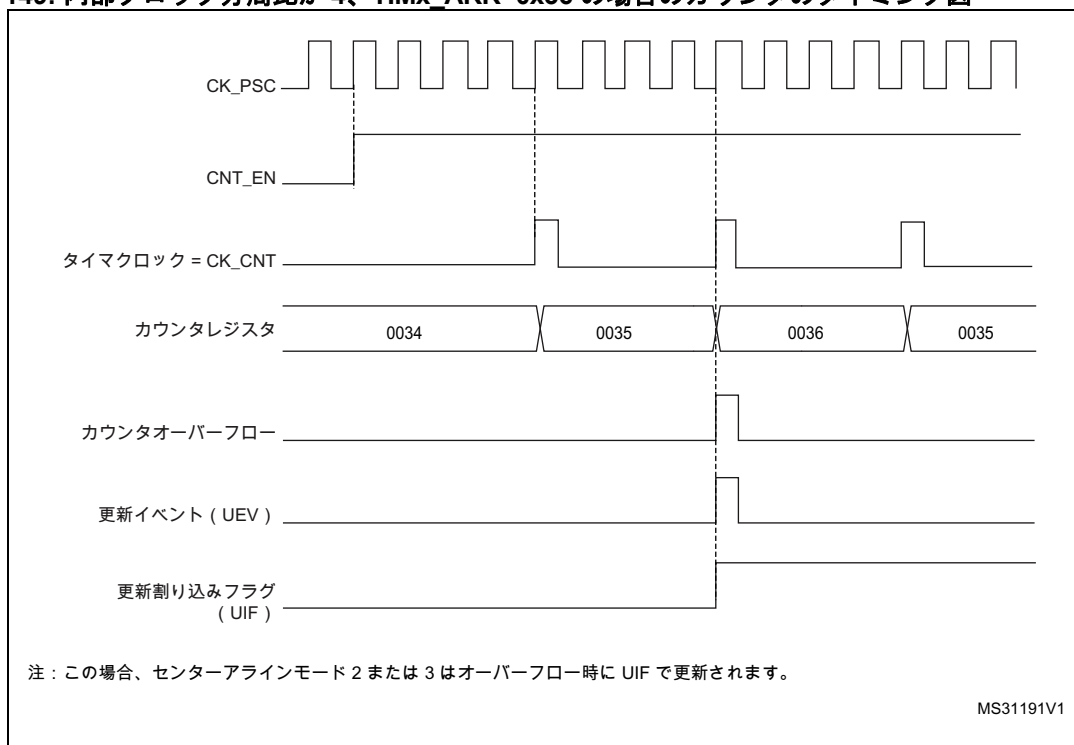 CK_PSC
CNT_EN
タイマクロック = CK_CNT
カウンタレジスタ
0034
0035
0036
0035
カウンタオーバーフロー
更新イベント ( UEV )
更新割り込みフラグ
( UIF )
注 : この場合、センターアラインモード 2 または 3 はオーバーフロー時に UIF で更新されます。
MS31191V1